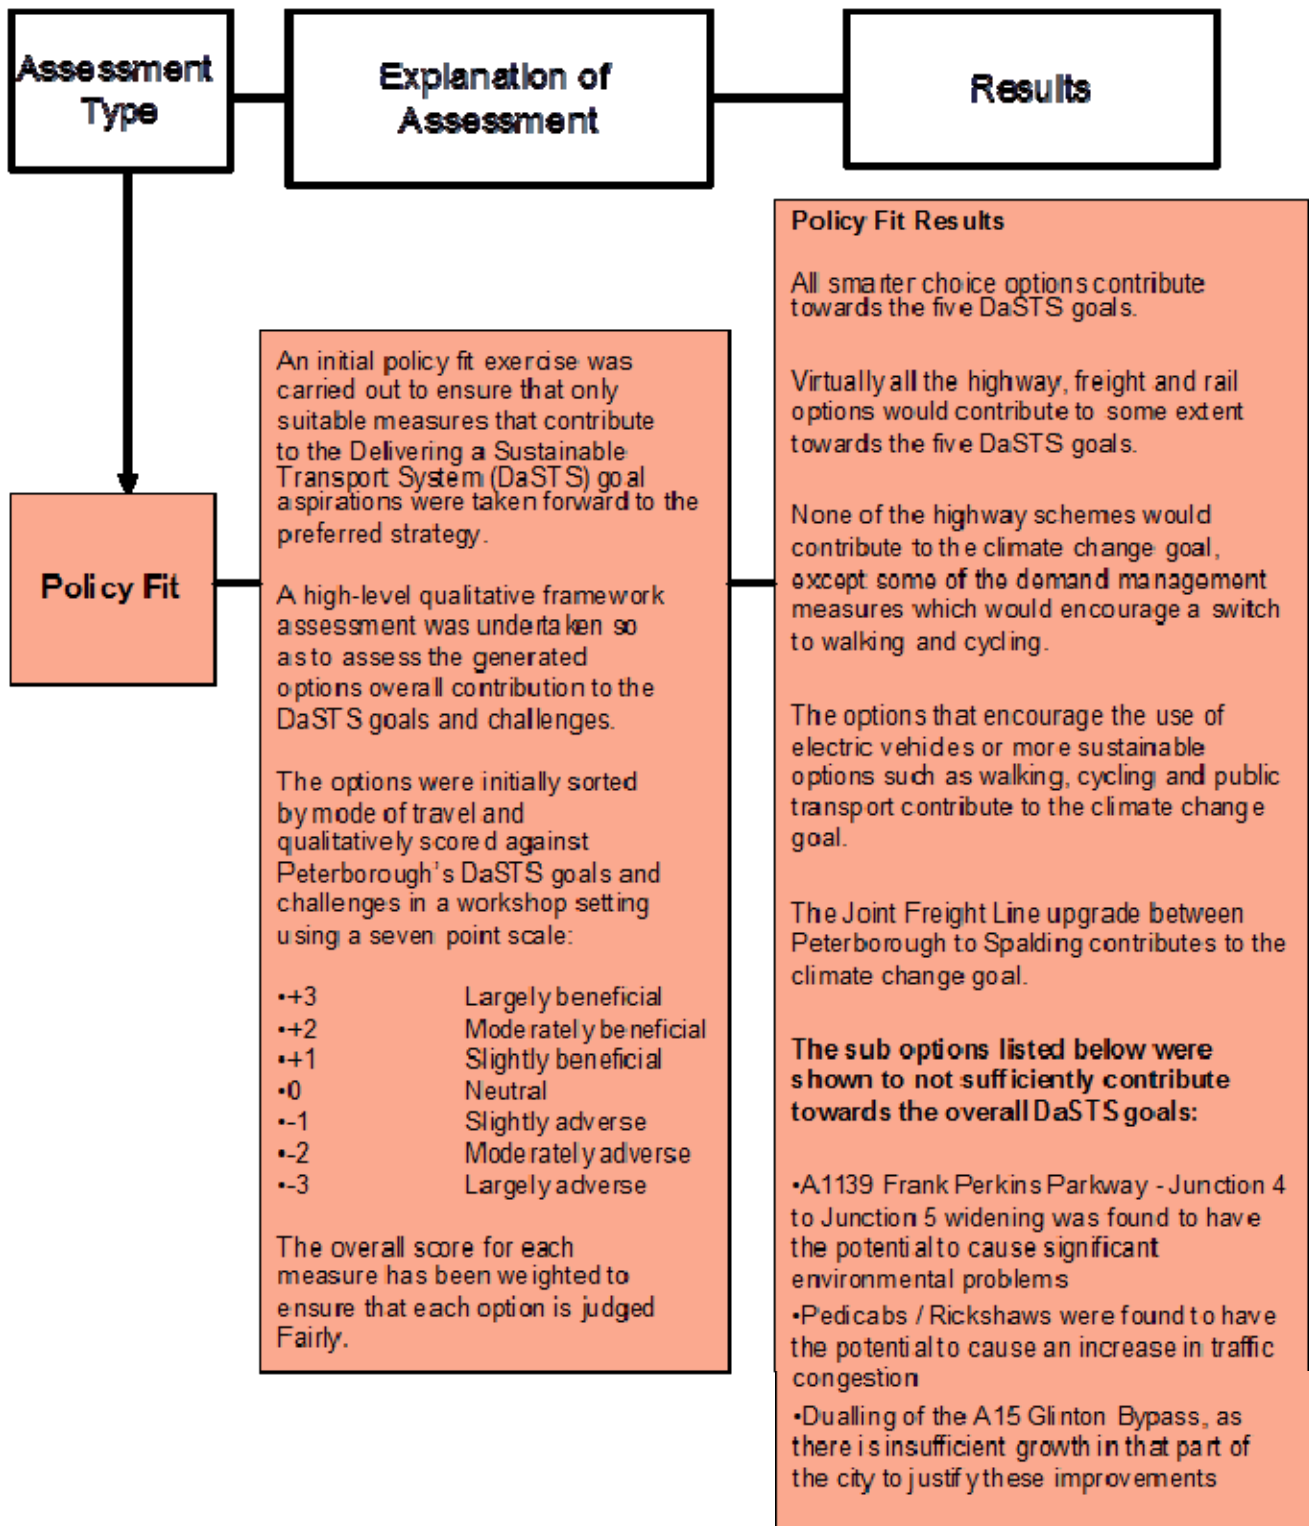 Assessment
Type
Explanation of
Assessment
Results
Policy Fit
An initial policy fit exercise was
carried out to ensure that only
suitable measures that contribute
to the Delivering a Sustainable
Transport System (DaSTS) goal
aspirations were taken forward to the
preferred strategy.
A high-level qualitative framework
assessment was undertaken so
as to assess the generated
options overall contribution to the
DaSTS goals and challenges.
The options were initially sorted
by mode of travel and
qualitatively scored against
Peterborough's DaSTS goals and
challenges in a workshop setting
using a seven point scale:
•+3 Largely beneficial
•+2 Moderately beneficial
•+1 Slightly beneficial
•0 Neutral
•-1 Slightly adverse
•-2 Moderately adverse
•-3 Largely adverse
The overall score for each
measure has been weighted to
ensure that each option is judged
Fairly.
Policy Fit Results
All smarter choice options contribute
towards the five DaSTS goals.
Virtually all the highway, freight and rail
options would contribute to some extent
towards the five DaSTS goals.
None of the highway schemes would
contribute to the climate change goal,
except some of the demand management
measures which would encourage a switch
to walking and cycling.
The options that encourage the use of
electric vehicles or more sustainable
options such as walking, cycling and public
transport contribute to the climate change
goal.
The Joint Freight Line upgrade between
Peterborough to Spalding contributes to the
climate change goal.
The sub options listed below were
shown to not sufficiently contribute
towards the overall DaSTS goals:
•A1139 Frank Perkins Parkway - Junction 4
to Junction 5 widening was found to have
the potential to cause significant
environmental problems
•Pedicabs / Rickshaws were found to have
the potential to cause an increase in traffic
congestion
•Dualling of the A15 Glinton Bypass, as
there is insufficient growth in that part of
the city to justify these improvements